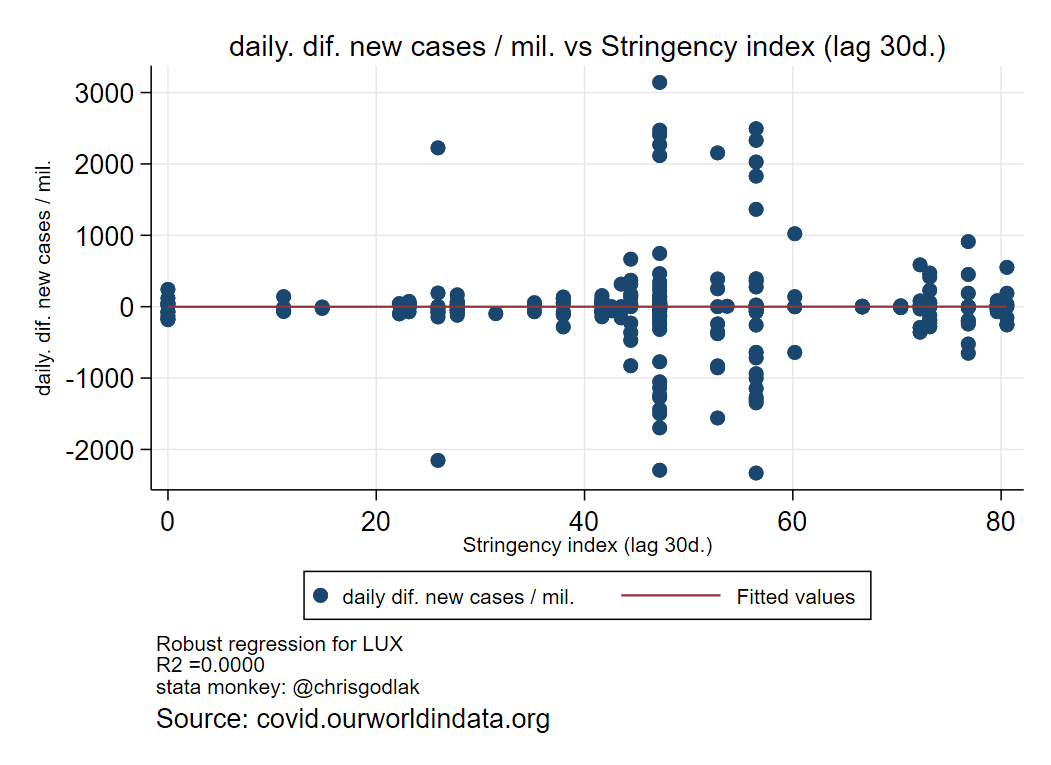 daily. dif. new cases / mil. vs Stringency index (lag 30d.)
daily. dif. new cases / mil.
3000
2000
1000
0
-1000
-2000
0 20 40 60 80
Stringency index (lag 30d.)
daily dif. new cases / mil. Fitted values
Robust regression for LUX
R2 =0.0000
stata monkey: @chrisgodlak
Source: covid.ourworldindata.org